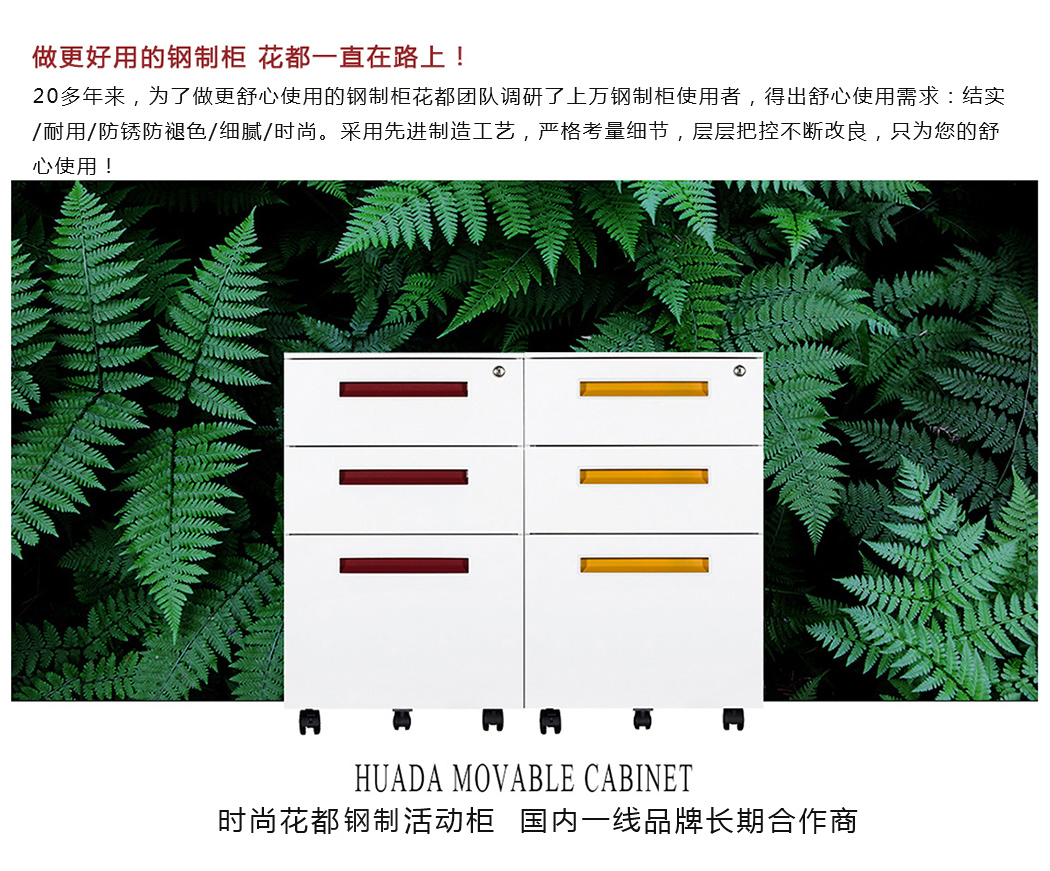 做更好用的钢制柜 花都一直在路上！
20多年来，为了做更舒心使用的钢制柜花都团队调研了上万钢制柜使用者，得出舒心使用需求：结实
/耐用/防锈防褪色/细腻/时尚。采用先进制造工艺，严格考量细节，层层把控不断改良，只为您的舒
心使用！
HUADA MOVABLE CABINET
时尚花都钢制活动柜 国内一线品牌长期合作商